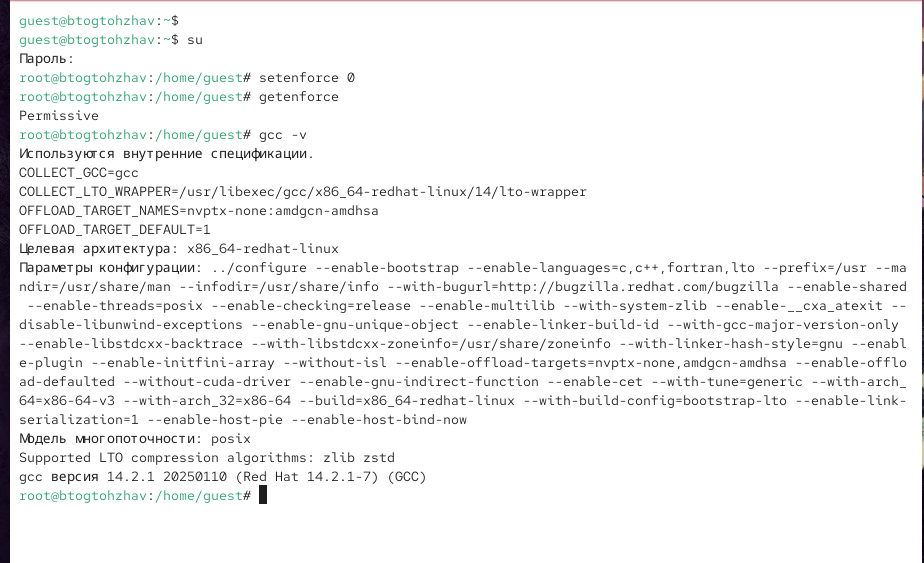 guest@btogtohzhav:~$
guest@btogtohzhav:~$ su
Пароль:
root@btogtohzhav:/home/guest# setenforce 0
root@btogtohzhav:/home/guest# getenforce
Permissive
root@btogtohzhav:/home/guest# gcc -v
Используются внутренние спецификации.
COLLECT_GCC=gcc
COLLECT_LTO_WRAPPER=/usr/libexec/gcc/x86_64-redhat-linux/14/lto-wrapper
OFFLOAD_TARGET_NAMES=nvptx-none:amdgcn-amdhsa
OFFLOAD_TARGET_DEFAULT=1
Целевая архитектура: x86_64-redhat-linux
Параметры конфигурации: ../configure --enable-bootstrap --enable-languages=c,c++,fortran,lto --prefix=/usr --ma
ndir=/usr/share/man --infodir=/usr/share/info --with-bugurl=http://bugzilla.redhat.com/bugzilla --enable-shared
 --enable-threads=posix --enable-checking=release --enable-multilib --with-system-zlib --enable-__cxa_atexit --
disable-libunwind-exceptions --enable-gnu-unique-object --enable-linker-build-id --with-gcc-major-version-only
--enable-libstdcxx-backtrace --with-libstdcxx-zoneinfo=/usr/share/zoneinfo --with-linker-hash-style=gnu --enabl
e-plugin --enable-initfini-array --without-isl --enable-offload-targets=nvptx-none,amdgcn-amdhsa --enable-offlo
ad-defaulted --without-cuda-driver --enable-gnu-indirect-function --enable-cet --with-tune=generic --with-arch_
64=x86-64-v3 --with-arch_32=x86-64 --build=x86_64-redhat-linux --with-build-config=bootstrap-lto --enable-link-
serialization=1 --enable-host-pie --enable-host-bind-now
Модель многопоточности: posix
Supported LTO compression algorithms: zlib zstd
gcc версия 14.2.1 20250110 (Red Hat 14.2.1-7) (GCC)
root@btogtohzhav:/home/guest#